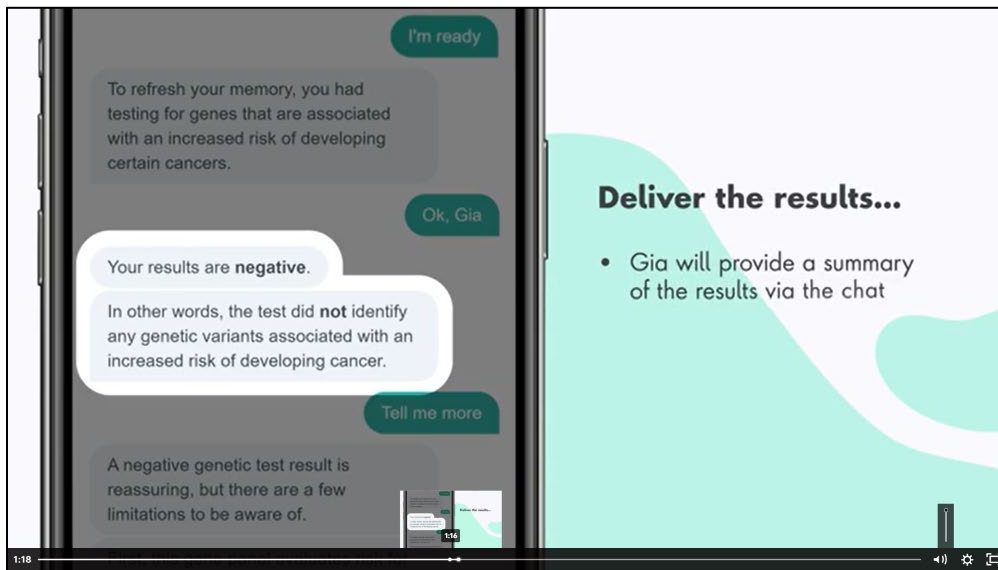 I'm ready
To refresh your memory, you had
testing for genes that are associated
with an increased risk of developing
certain cancers.
Ok, Gia
Your results are negative.
In other words, the test did not identify
any genetic variants associated with an
increased risk of developing cancer.
Tell me more
A negative genetic test result is
reassuring, but there are a few
limitations to be aware of.
Deliver the results...
• Gia will provide a summary
of the results via the chat
Deliver the results...
1:16
1:18